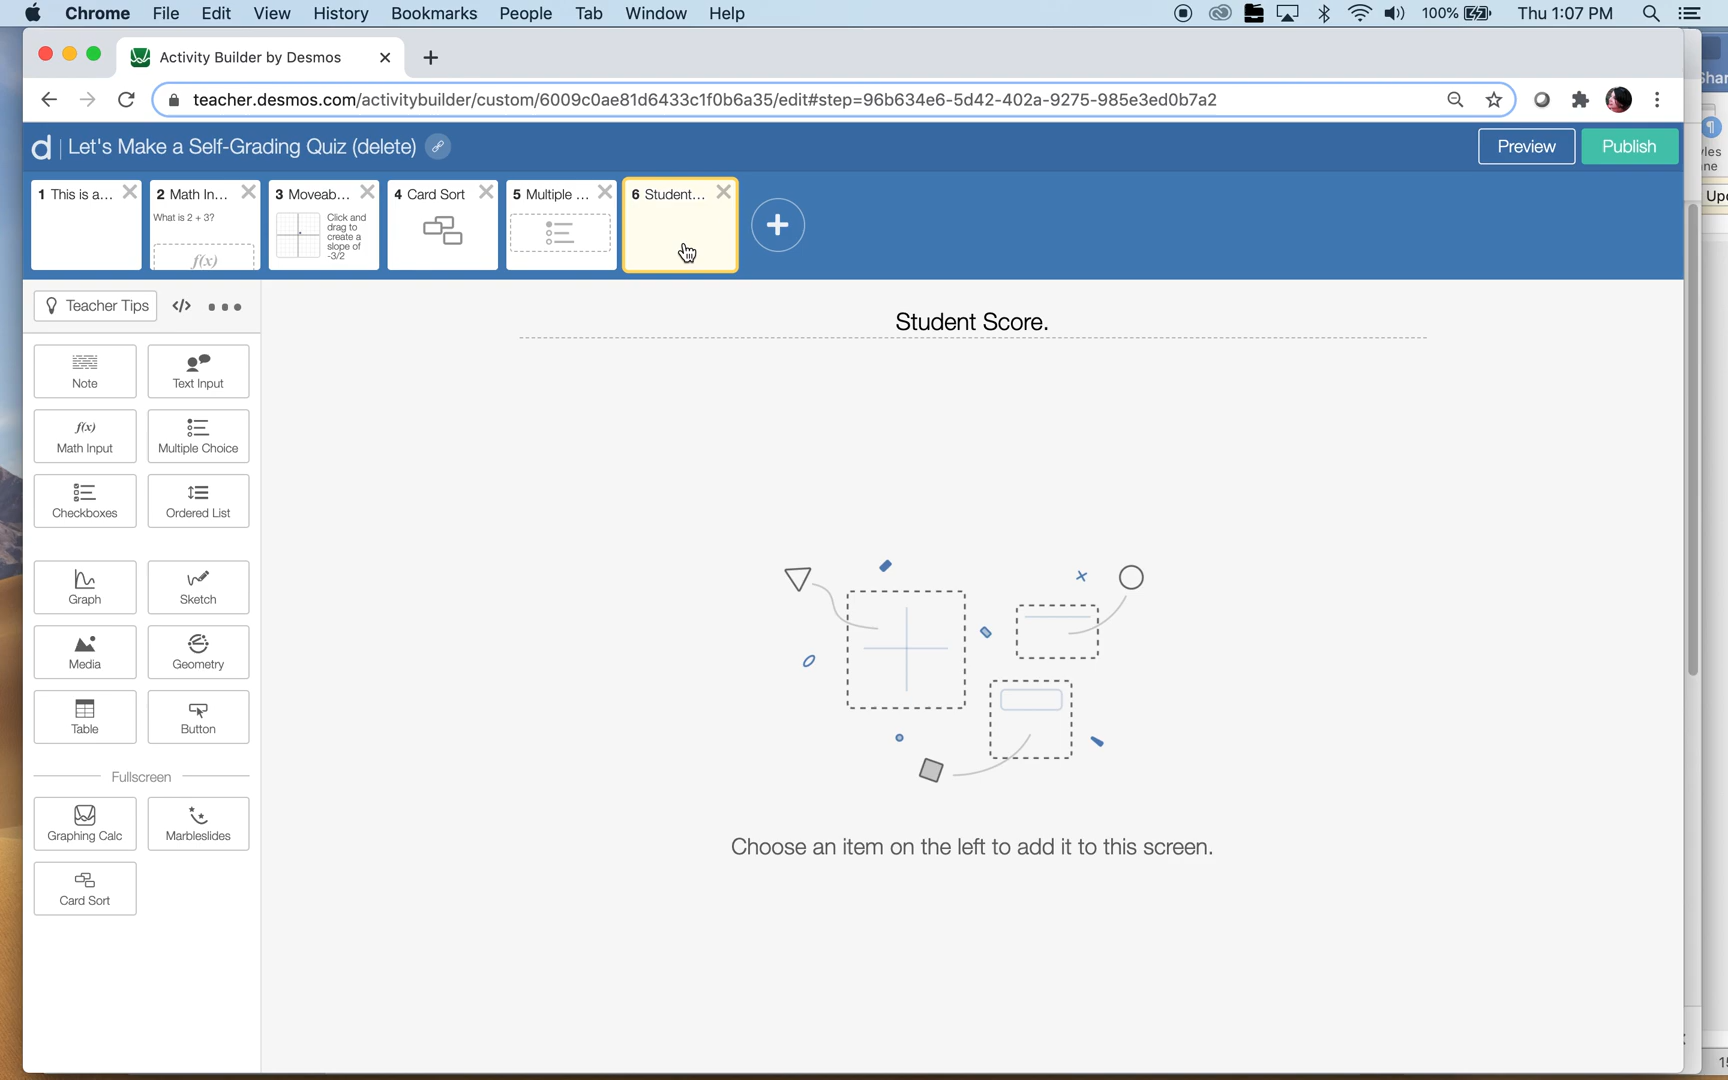 Chrome File Edit View History Bookmarks People Tab Window Help 100% Thu 1:07 PM
Activity Builder by Desmos
teacher.desmos.com/activitybuilder/custom/6009c0ae81d6433c1f0b6a35/edit#step=96b634e6-5d42-402a-9275-985e3ed0b7a2
d | Let's Make a Self-Grading Quiz (delete)
Preview Publish
1 This is a... 2 Math In... 3 Moveab... 4 Card Sort 5 Multiple ... 6 Student...
What is 2 + 3?
f(x)
Click and
drag to
create a
slope of
-3/2
Teacher Tips </>
Student Score.
Note Text Input
f(x)
Math Input Multiple Choice
Checkboxes Ordered List
Graph Sketch
Media Geometry
Table Button
Fullscreen
Graphing Calc Marbleslides
Card Sort
Choose an item on the left to add it to this screen.